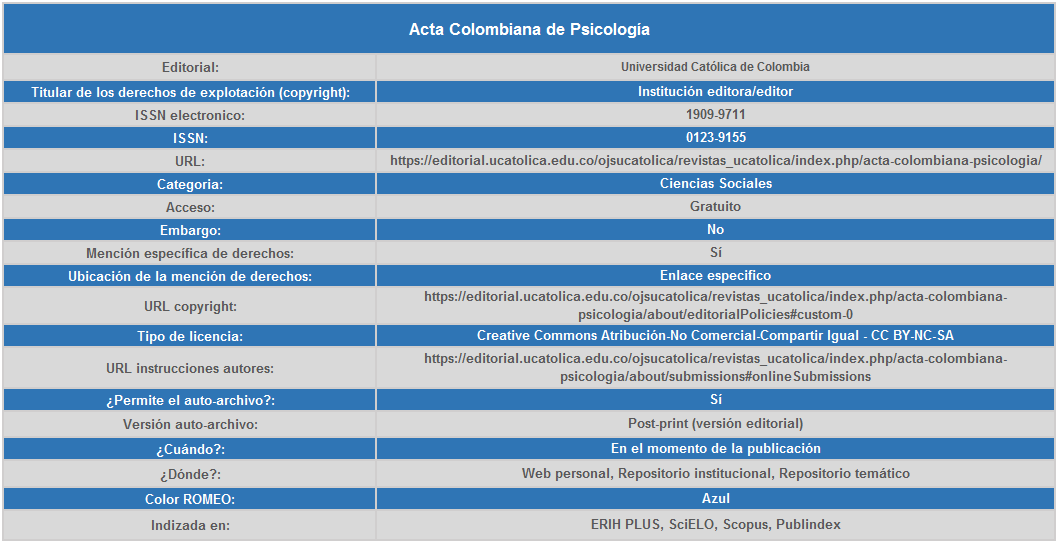 Acta Colombiana de Psicología
Editorial: Universidad Católica de Colombia
Titular de los derechos de explotación (copyright): Institución editora/editor
ISSN electronico: 1909-9711
ISSN: 0123-9155
URL: https://editorial.ucatolica.edu.co/ojsucatolica/revistas_ucatolica/index.php/acta-colombiana-psicologia/
Categoria: Ciencias Sociales
Acceso: Gratuito
Embargo: No
Mención específica de derechos: Sí
Ubicación de la mención de derechos: Enlace especifico
URL copyright: https://editorial.ucatolica.edu.co/ojsucatolica/revistas_ucatolica/index.php/acta-colombiana-
psicologia/about/editorialPolicies#custom-0
Tipo de licencia: Creative Commons Atribución-No Comercial-Compartir Igual - CC BY-NC-SA
URL instrucciones autores: https://editorial.ucatolica.edu.co/ojsucatolica/revistas_ucatolica/index.php/acta-colombiana-
psicologia/about/submissions#onlineSubmissions
¿Permite el auto-archivo?: Sí
Versión auto-archivo: Post-print (versión editorial)
¿Cuándo?: En el momento de la publicación
¿Dónde?: Web personal, Repositorio institucional, Repositorio temático
Color ROMEO: Azul
Indizada en: ERIH PLUS, SciELO, Scopus, Publindex